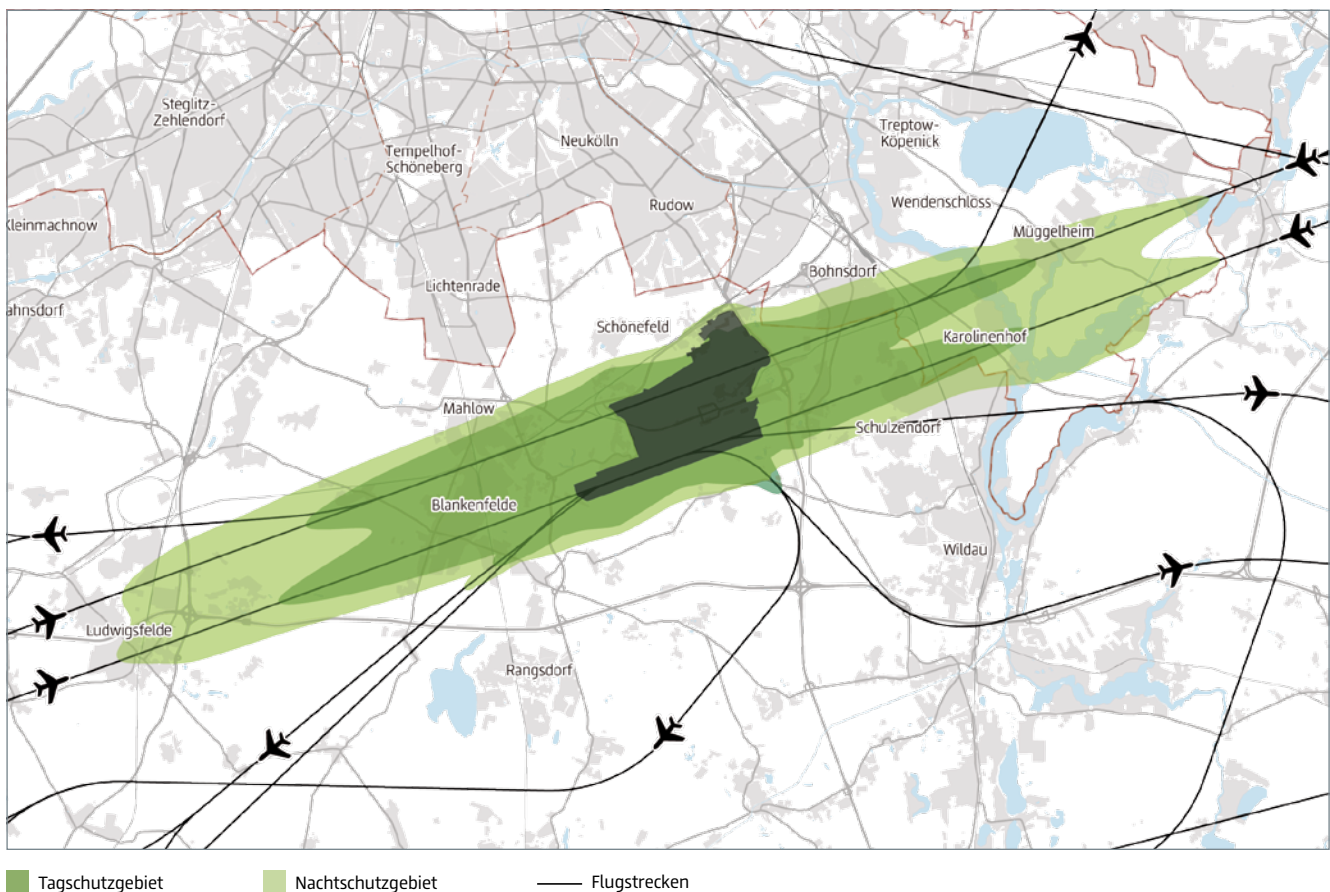 Steglitz-
Zehlendorf
Tempelhof-
Schöneberg
Neukölln
Treptow-
Köpenick
Rudow
Wendenschloss
Kleinmachnow
Müggelheim
Bohnsdorf
Lichtenrade
ahnsdorf
Schönefeld
Karolinenhof
Mahlow
Schulzendorf
Blankenfelde
Wildau
Ludwigsfelde
Rangsdorf
Tagschutzgebiet
Nachtschutzgebiet
Flugstrecken